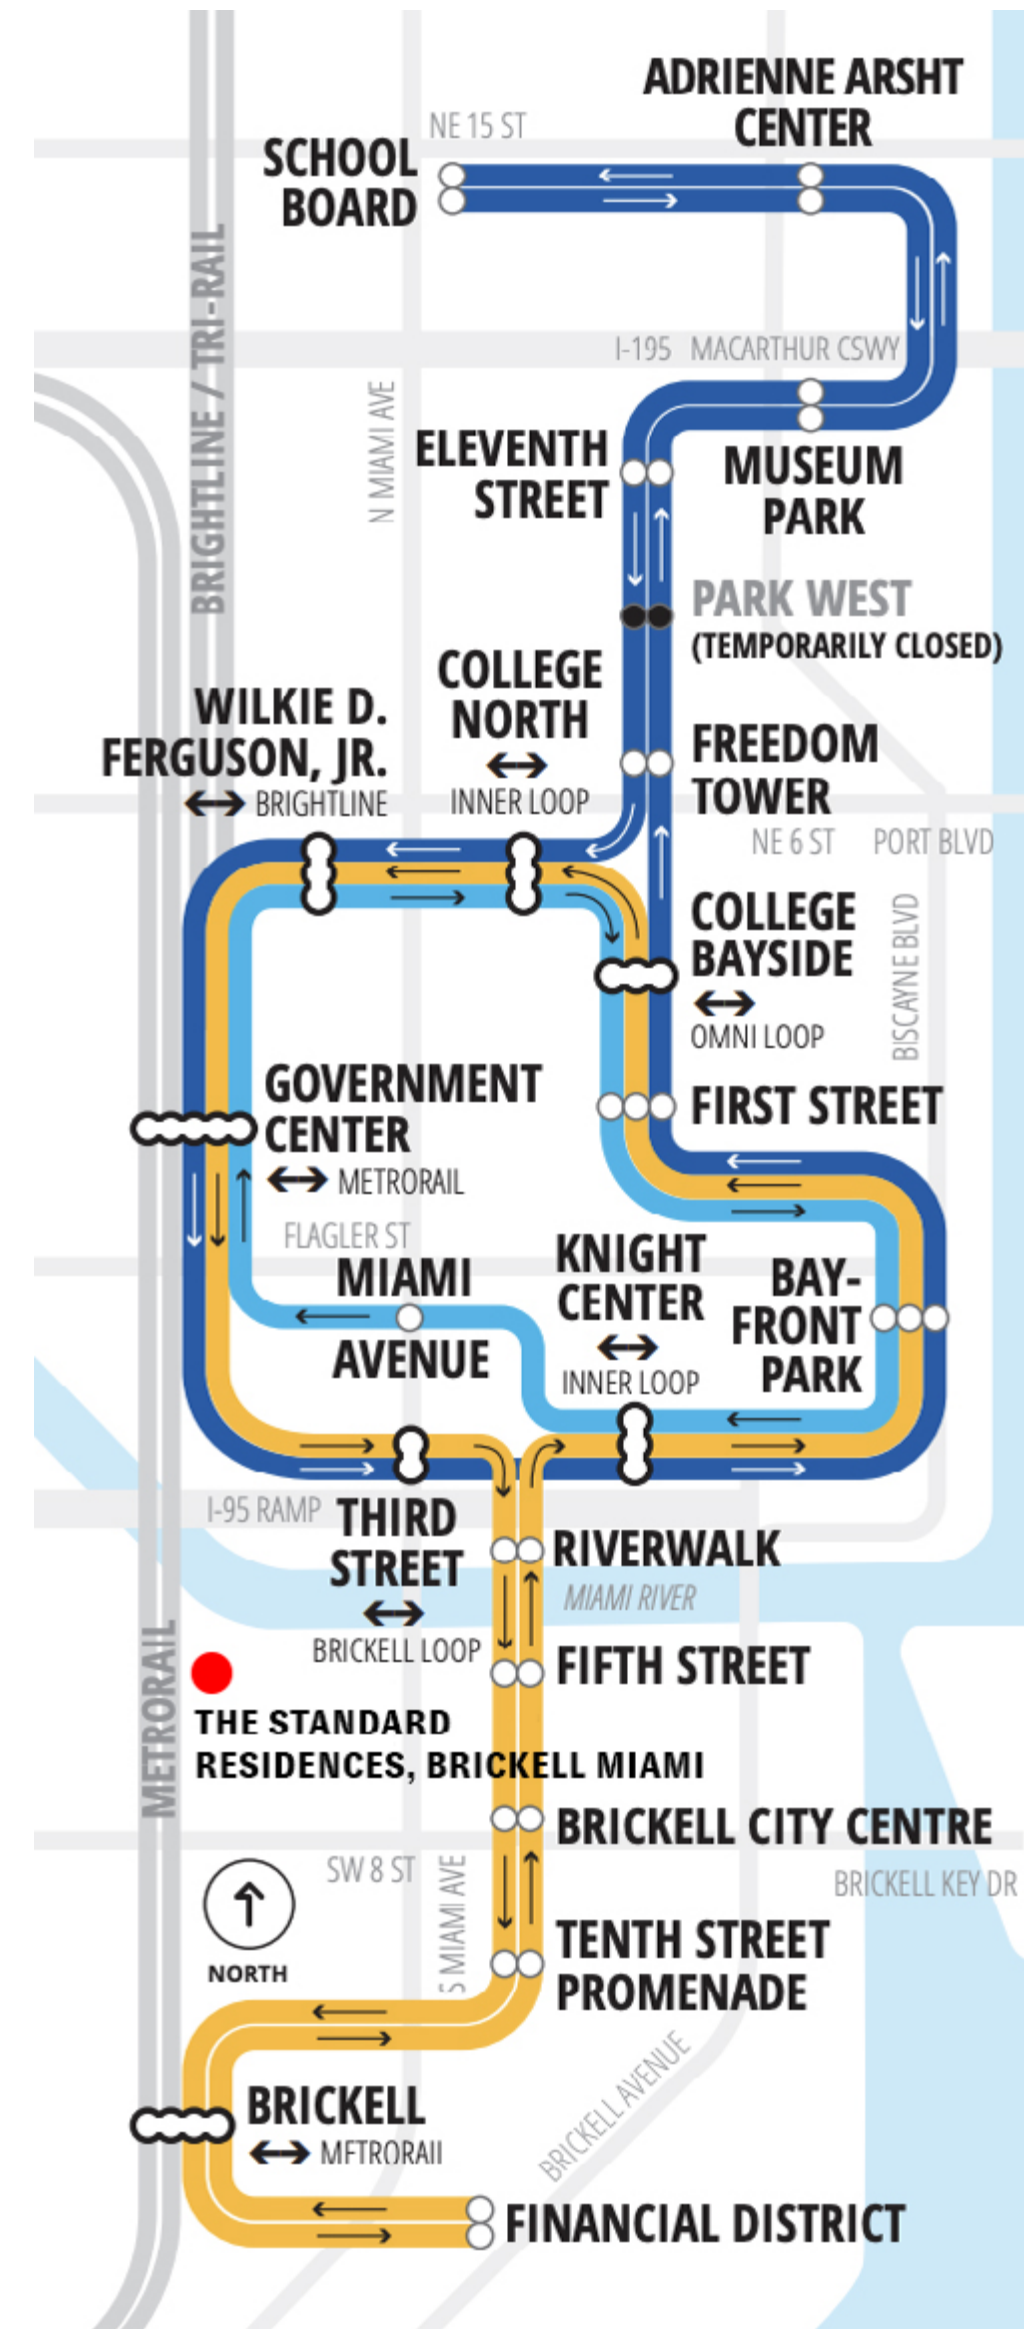 ADRIENNE ARSHT
CENTER
NE 15 ST
SCHOOL
BOARD
BRIGHTLINE / TRI-RAIL
I-195 MACARTHUR CSWY
N MIAMI AVE
ELEVENTH
STREET
MUSEUM
PARK
PARK WEST
(TEMPORARILY CLOSED)
COLLEGE
NORTH
INNER LOOP
WILKIE D.
FERGUSON, JR.
BRIGHTLINE
FREEDOM
TOWER
NE 6 ST PORT BLVD
COLLEGE
BAYSIDE
OMNI LOOP
BISCAYNE BLVD
GOVERNMENT
CENTER
METRORAIL
FIRST STREET
FLAGLER ST
MIAMI
AVENUE
KNIGHT
CENTER
INNER LOOP
BAY-
FRONT
PARK
I-95 RAMP
THIRD
STREET
BRICKELL LOOP
RIVERWALK
MIAMI RIVER
METRORAIL
FIFTH STREET
THE STANDARD
RESIDENCES, BRICKELL MIAMI
BRICKELL CITY CENTRE
SW 8 ST
S MIAMI AVE
BRICKELL KEY DR
NORTH
TENTH STREET
PROMENADE
BRICKELL AVENUE
BRICKELL
METRORAIL
FINANCIAL DISTRICT